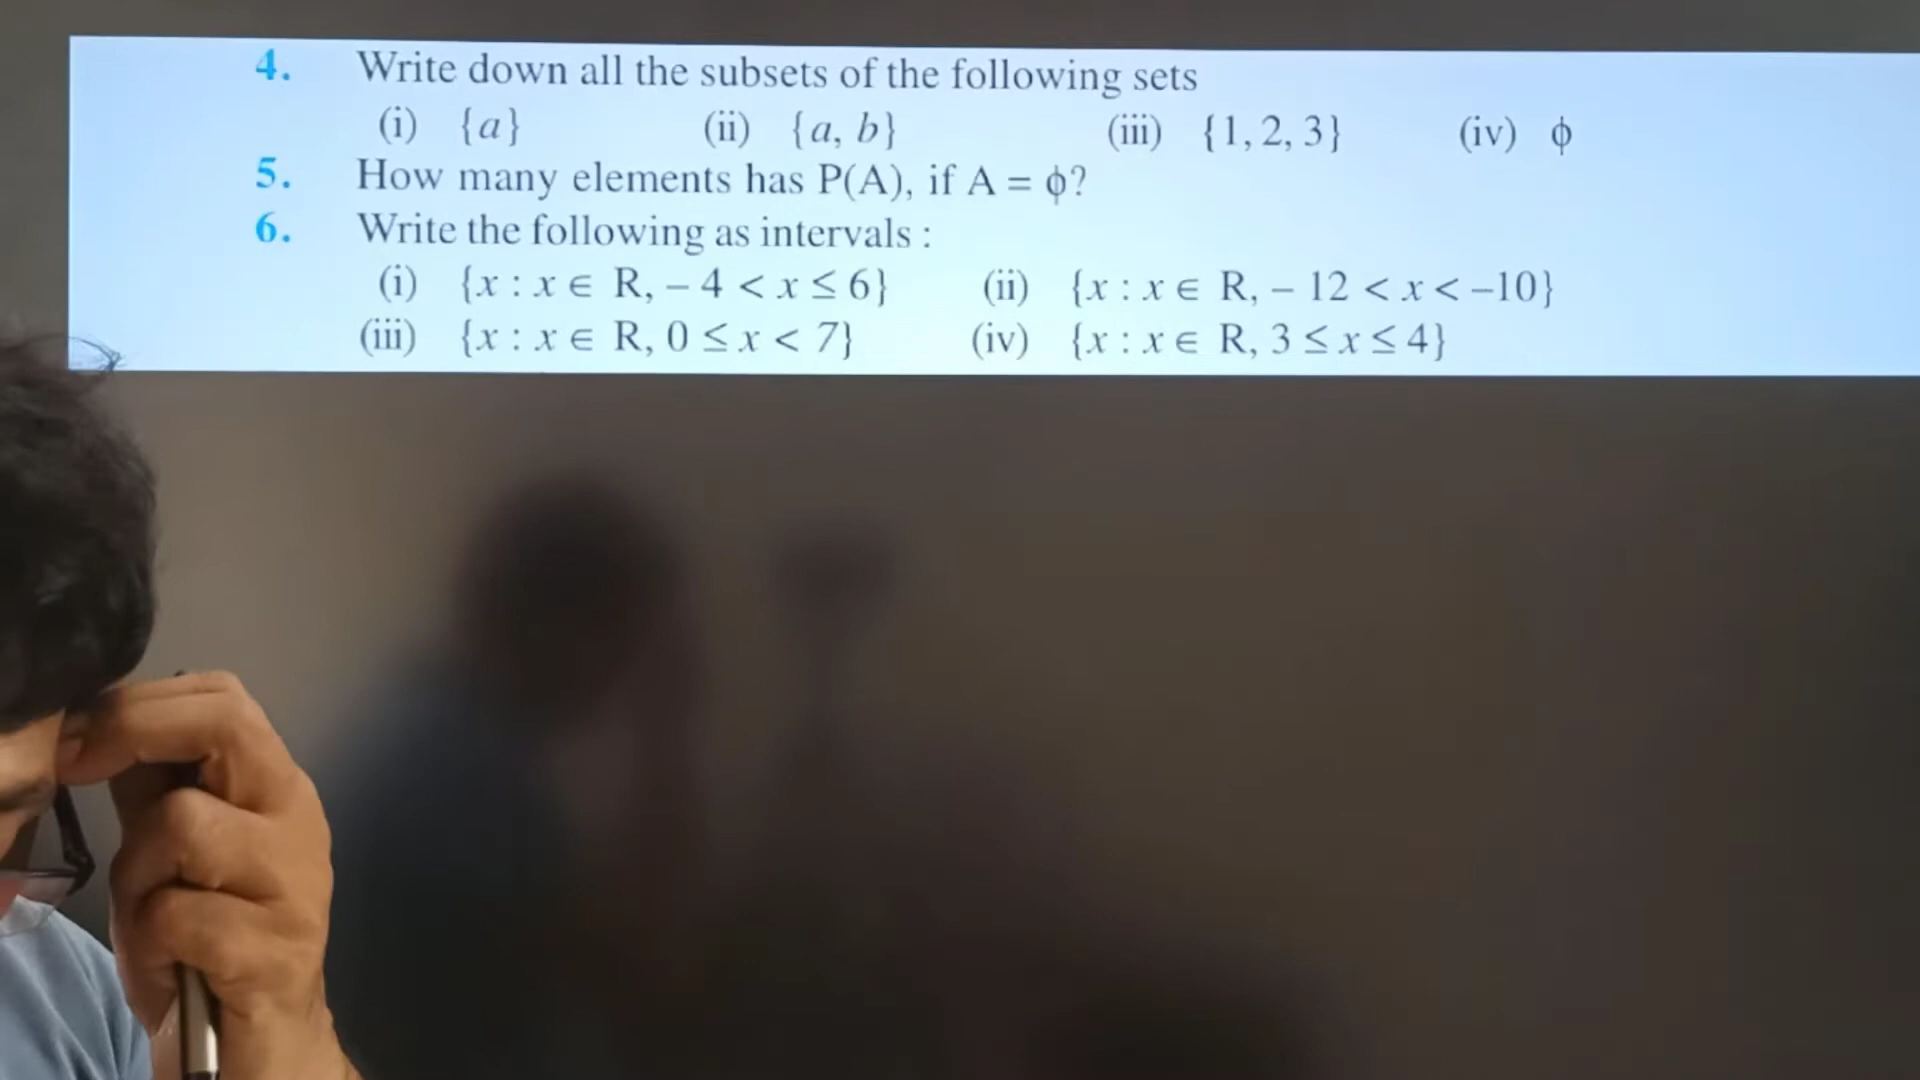 4. Write down all the subsets of the following sets
(i) {a} (ii) {a, b} (iii) {1, 2, 3} (iv) ϕ
5. How many elements has P(A), if A = ϕ?
6. Write the following as intervals :
(i) {x : x ∈ R, – 4 < x ≤ 6} (ii) {x : x ∈ R, – 12 < x < –10}
(iii) {x : x ∈ R, 0 ≤ x < 7} (iv) {x : x ∈ R, 3 ≤ x ≤ 4}